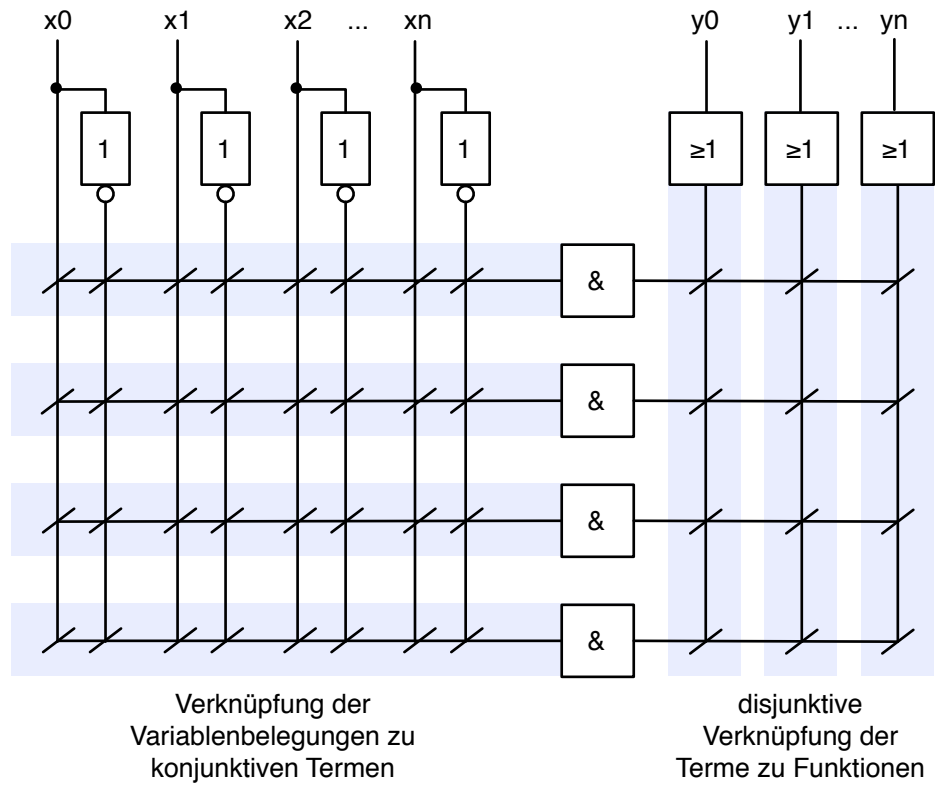 x0 x1 x2 ... xn y0 y1 ... yn
1 1 1 1 ≥1 ≥1 ≥1
&
&
&
&
Verknüpfung der
Variablenbelegungen zu
konjunktiven Termen
disjunktive
Verknüpfung der
Terme zu Funktionen